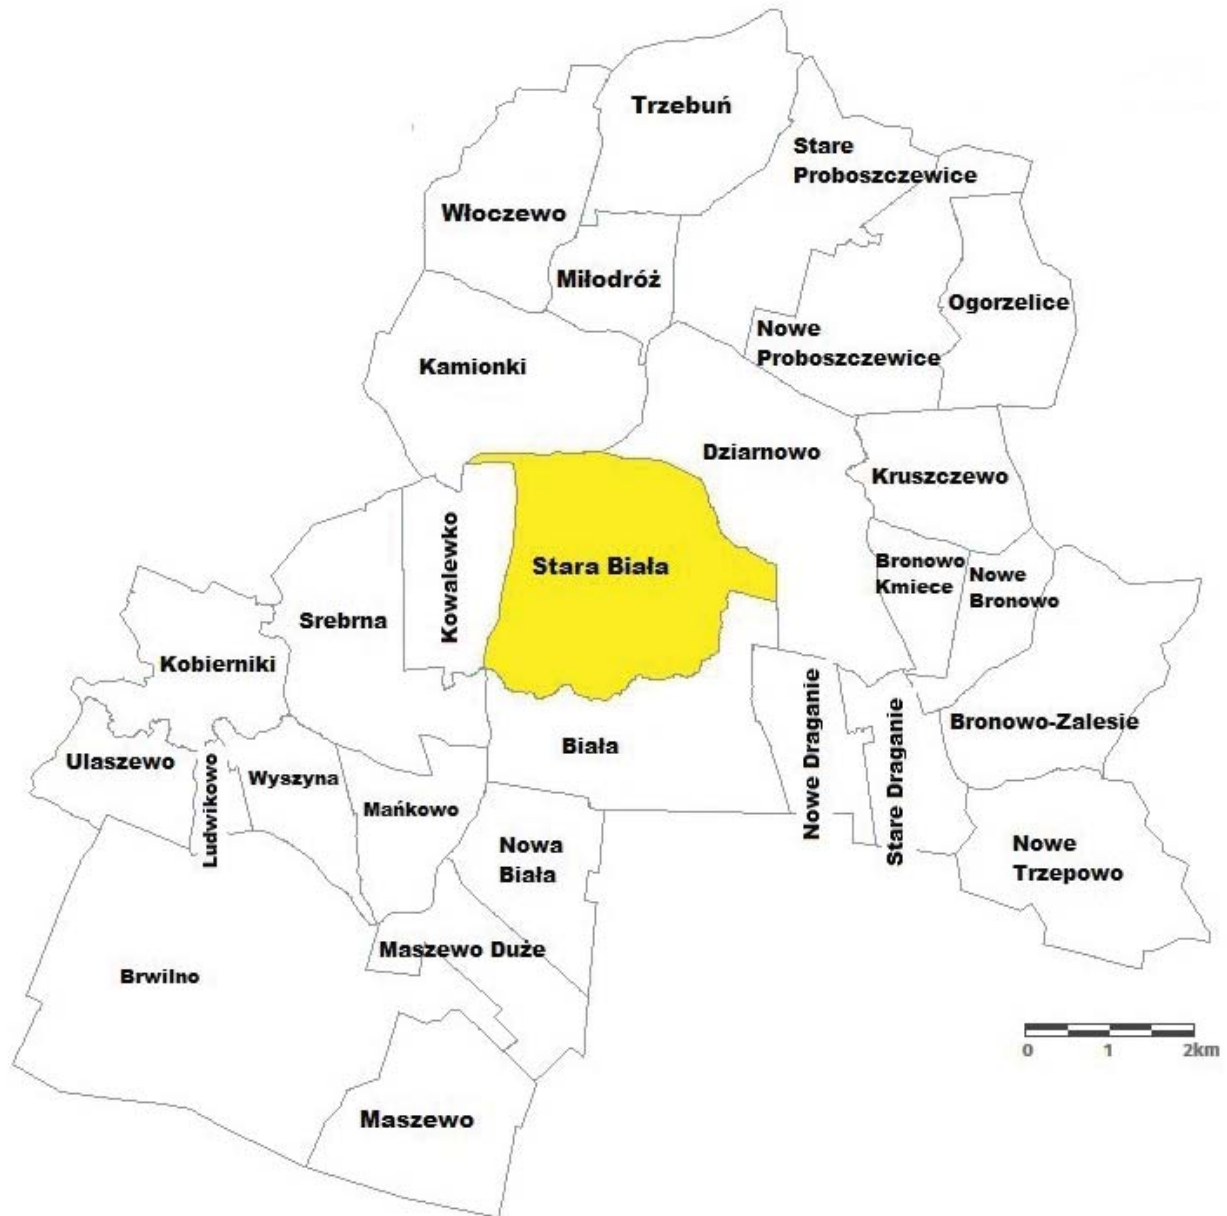 Trzebuń
Stare
Proboszczewice
Włoczewo
Miłodróż
Ogorzelice
Nowe
Proboszczewice
Kamionki
Dziarnowo
Kruszczewo
Kowalewko
Stara Biała
Bronowo
Kmiece
Nowe
Bronowo
Srebrna
Kobierniki
Nowe Draganie
Stare Draganie
Bronowo-Zalesie
Biała
Ulaszewo
Ludwikowo
Wyszyna
Mańkowo
Nowa
Biała
Nowe
Trzepowo
Maszewo Duże
Brwilno
0 1 2km
Maszewo